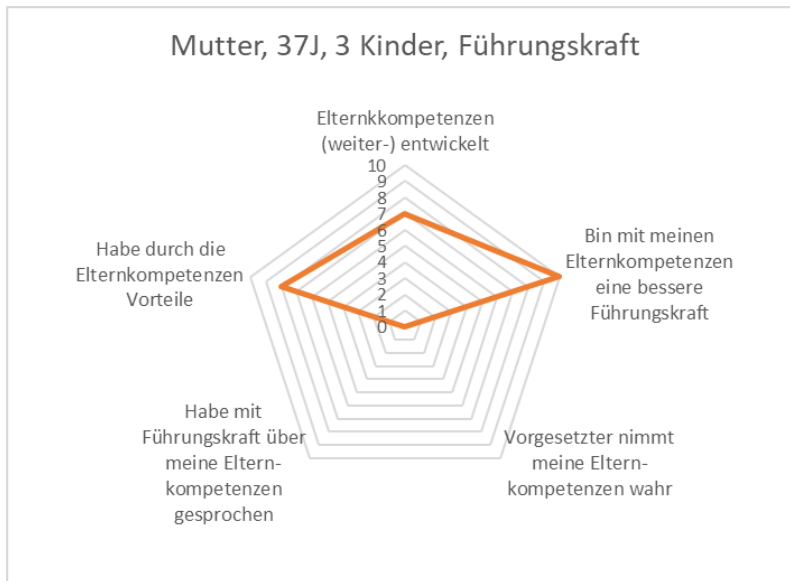 Mutter, 37J, 3 Kinder, Führungskraft
Elternkkompetenzen
(weiter-) entwickelt
10
9
8
7
6
5
4
3
2
1
0
Bin mit meinen
Elternkompetenzen
eine bessere
Führungskraft
Vorgesetzter nimmt
meine Eltern-
kompetenzen wahr
Habe mit
Führungskraft über
meine Eltern-
kompetenzen
gesprochen
Habe durch die
Elternkompetenzen
Vorteile